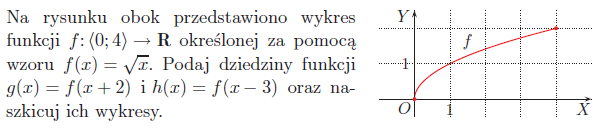 Na rysunku obok przedstawiono wykres
funkcji f: ⟨0; 4⟩ → R określonej za pomocą
wzoru f(x) = √x. Podaj dziedziny funkcji
g(x) = f(x + 2) i h(x) = f(x − 3) oraz na-
szkicuj ich wykresy.
Y
f
1
O
1
X